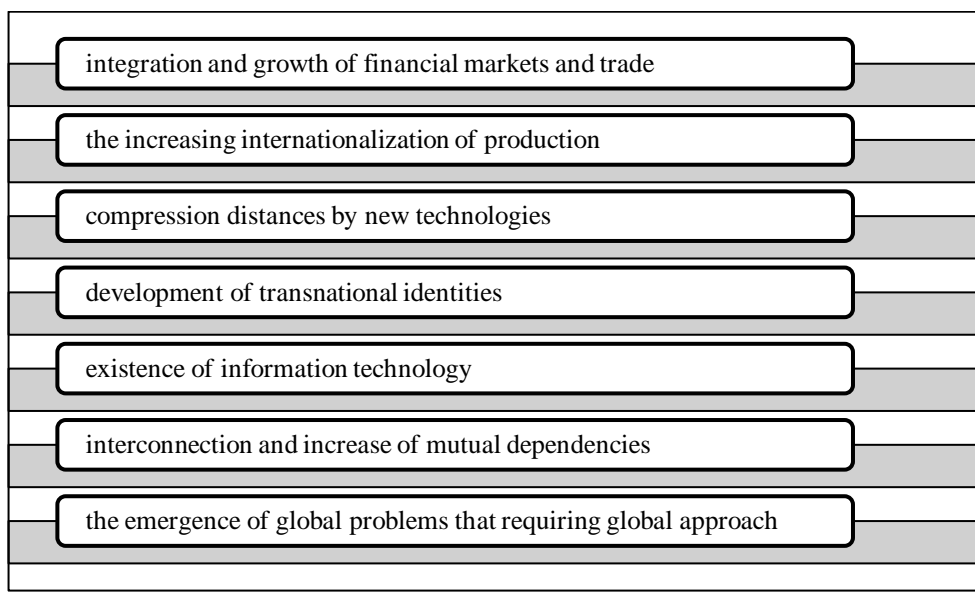 integration and growth of financial markets and trade
the increasing internationalization of production
compression distances by new technologies
development of transnational identities
existence of information technology
interconnection and increase of mutual dependencies
the emergence of global problems that requiring global approach